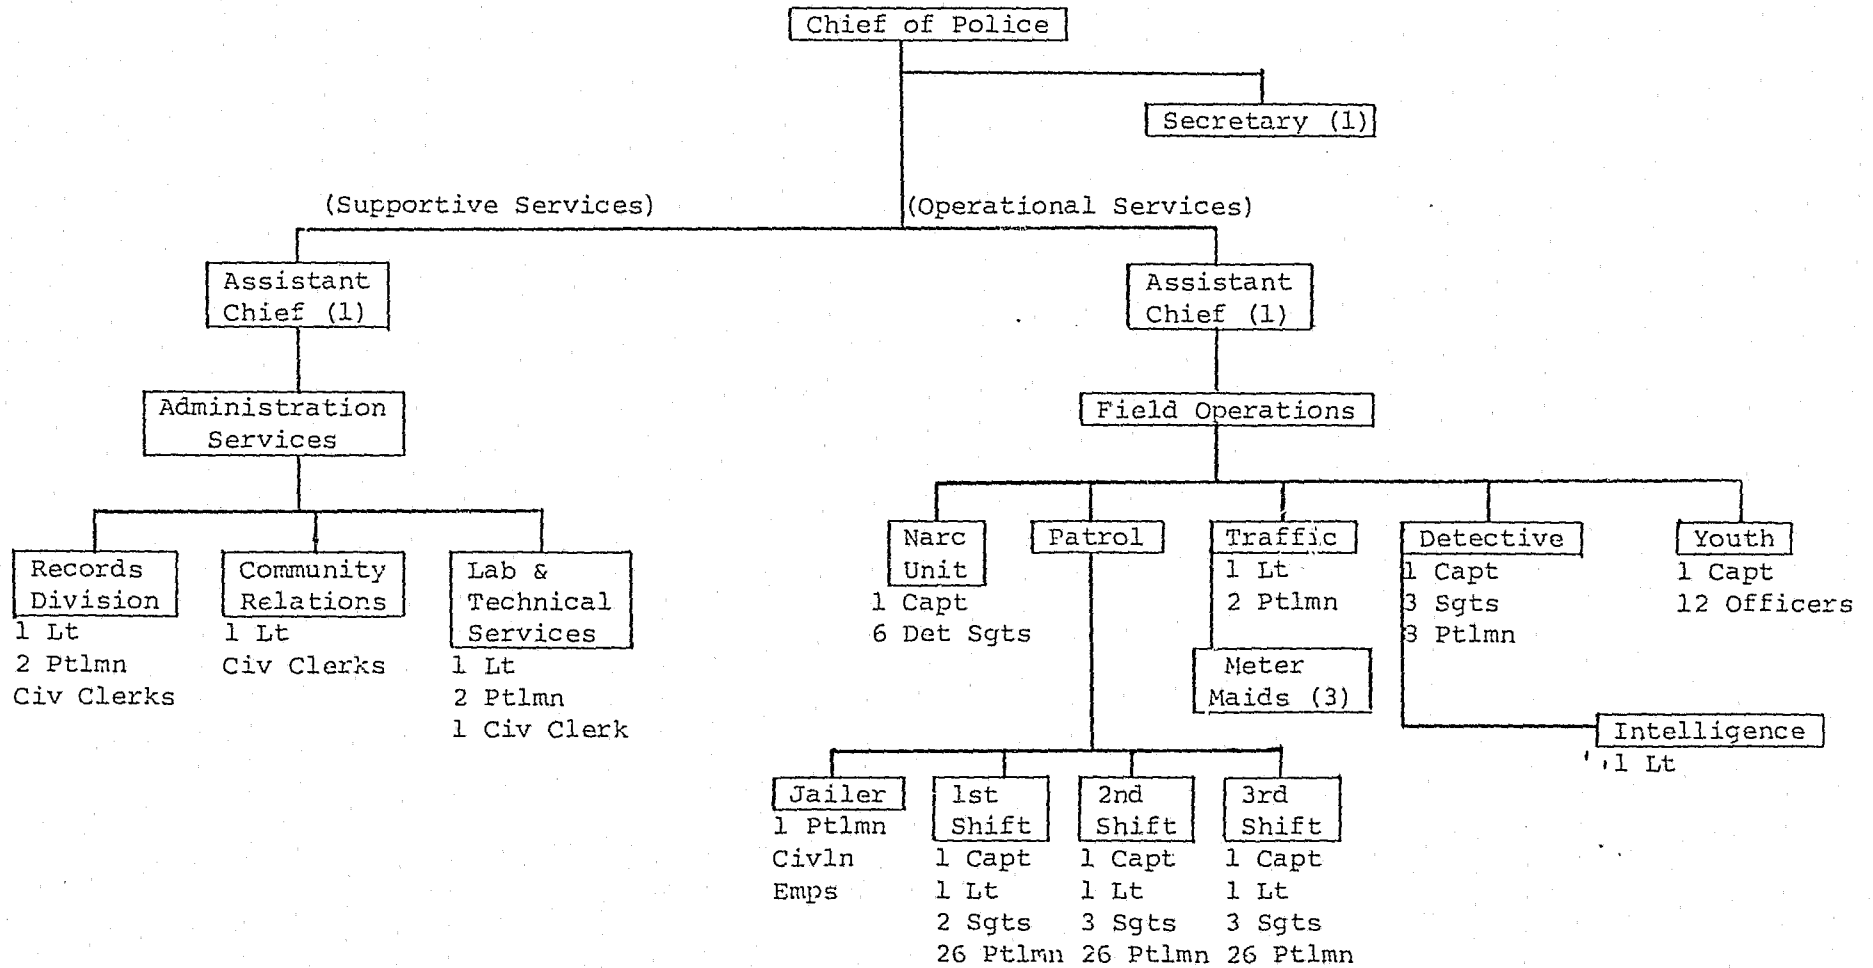 Chief of Police
Secretary (1)
(Supportive Services)
(Operational Services)
Assistant
Chief (1)
Assistant
Chief (1)
Administration
Services
Field Operations
Records
Division
1 Lt
2 Ptlmn
Civ Clerks
Community
Relations
1 Lt
Civ Clerks
Lab &
Technical
Services
1 Lt
2 Ptlmn
1 Civ Clerk
Narc
Unit
1 Capt
6 Det Sgts
Patrol
Traffic
1 Lt
2 Ptlmn
Meter
Maids (3)
Detective
1 Capt
3 Sgts
3 Ptlmn
Intelligence
1 Lt
Youth
1 Capt
12 Officers
Jailer
1 Ptlmn
Civln
Emps
1st
Shift
1 Capt
1 Lt
2 Sgts
26 Ptlmn
2nd
Shift
1 Capt
1 Lt
3 Sgts
26 Ptlmn
3rd
Shift
1 Capt
1 Lt
3 Sgts
26 Ptlmn